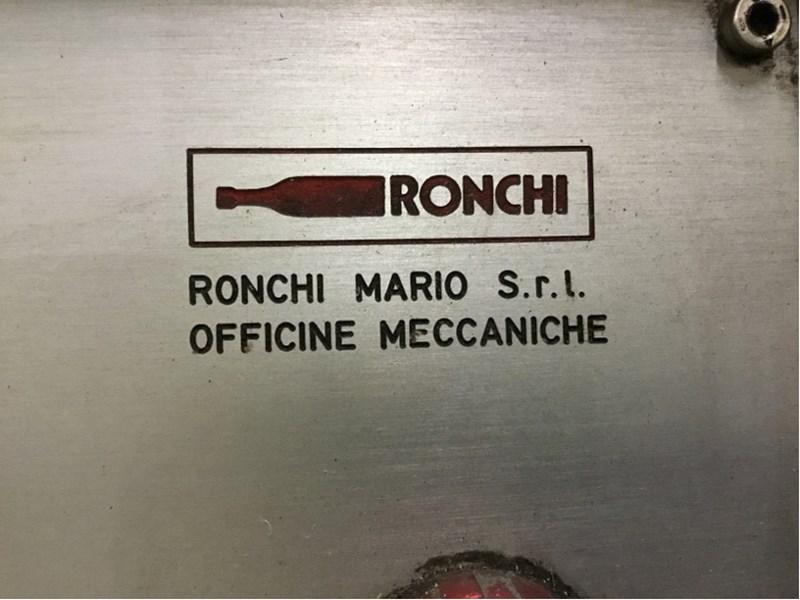 RONCHI
RONCHI MARIO S.r.l.
OFFICINE MECCANICHE